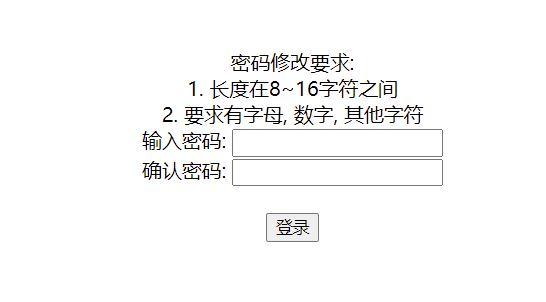 密码修改要求:
1. 长度在8~16字符之间
2. 要求有字母, 数字, 其他字符
输入密码:
确认密码:
登录